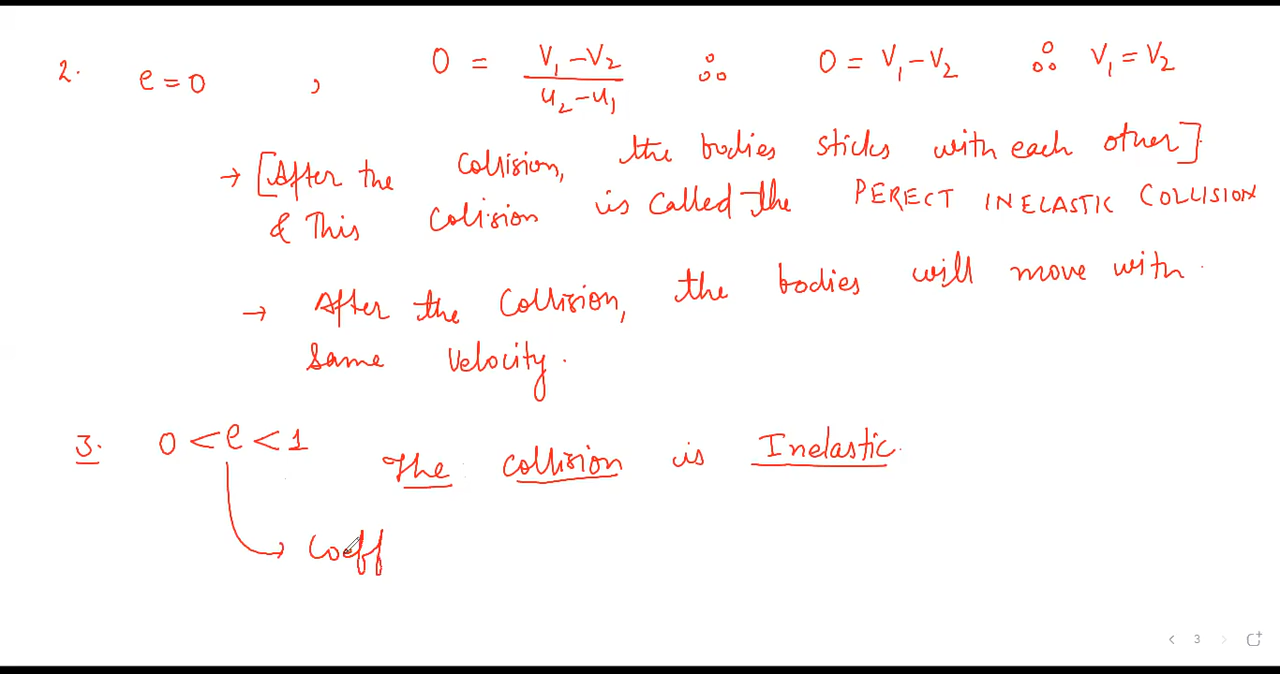 2. e = 0 , 0 = (V₁ - V₂)/(u₂ - u₁) ∴ 0 = V₁ - V₂ ∴ V₁ = V₂
→ [After the collision, the bodies sticks with each other]
& This Colision is called the PERECT INELASTIC COLLISION
→ After the Collision, the bodies will move with
same velocity.
3. 0 < e < 1 The collision is Inelastic.
→ Coeff
3